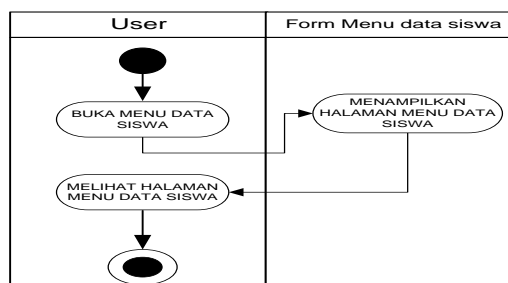 User
Form Menu data siswa
BUKA MENU DATA
SISWA
MENAMPILKAN
HALAMAN MENU DATA
SISWA
MELIHAT HALAMAN
MENU DATA SISWA